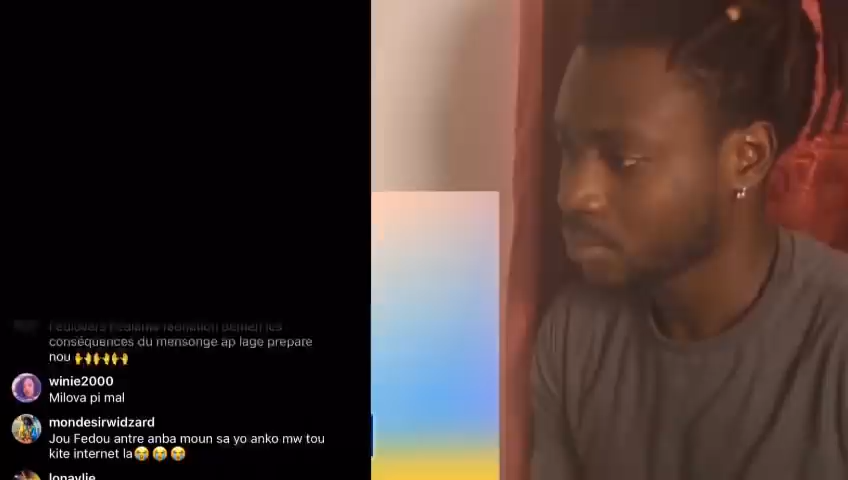 conséquences du mensonge ap lage prepare
nou 🙌🙌🙌🙌
winie2000
Milova pi mal
mondesirwidzard
Jou Fedou antre anba moun sa yo anko mw tou
kite internet la😭😭😭